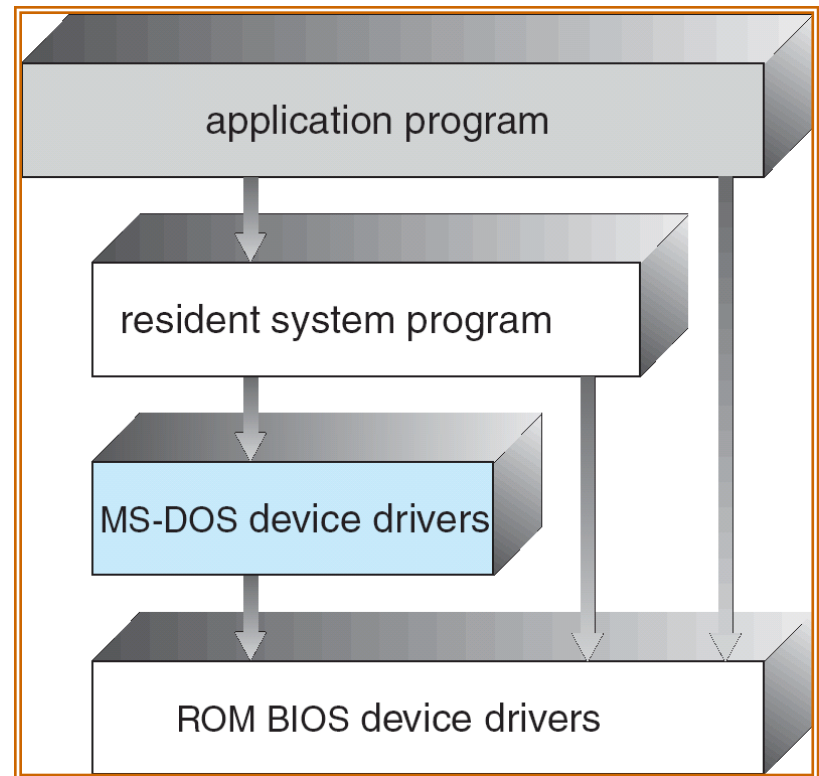 application program
resident system program
MS-DOS device drivers
ROM BIOS device drivers